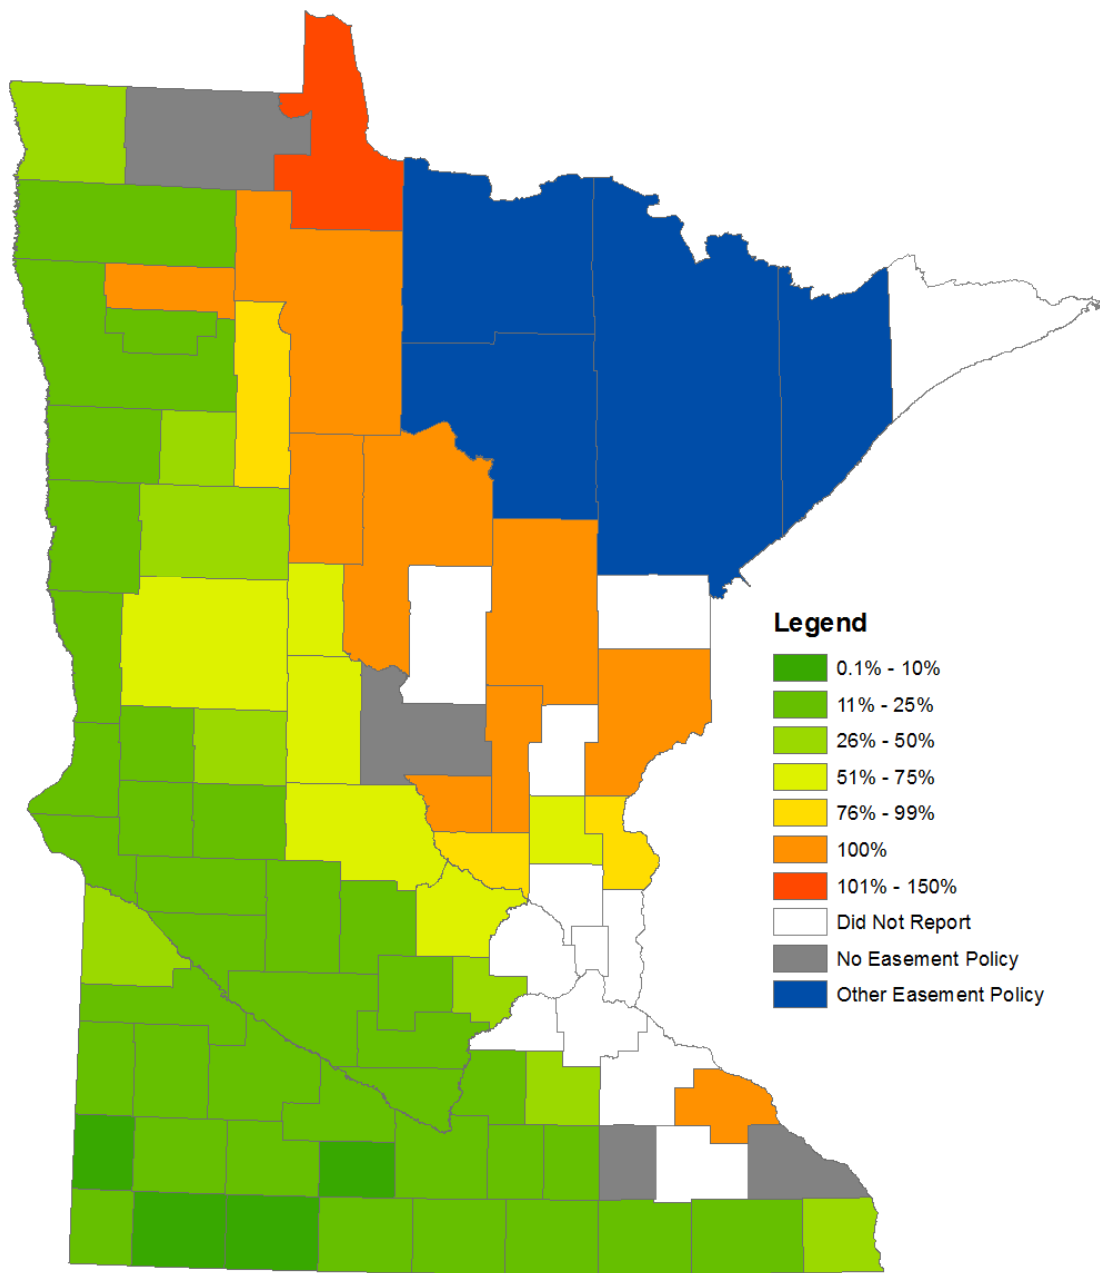 Legend
0.1% - 10%
11% - 25%
26% - 50%
51% - 75%
76% - 99%
100%
101% - 150%
Did Not Report
No Easement Policy
Other Easement Policy